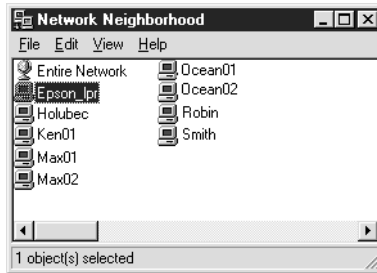 Network Neighborhood
File Edit View Help
Entire Network
Epson_lpr
Holubec
Ken01
Max01
Max02
Ocean01
Ocean02
Robin
Smith
1 object(s) selected